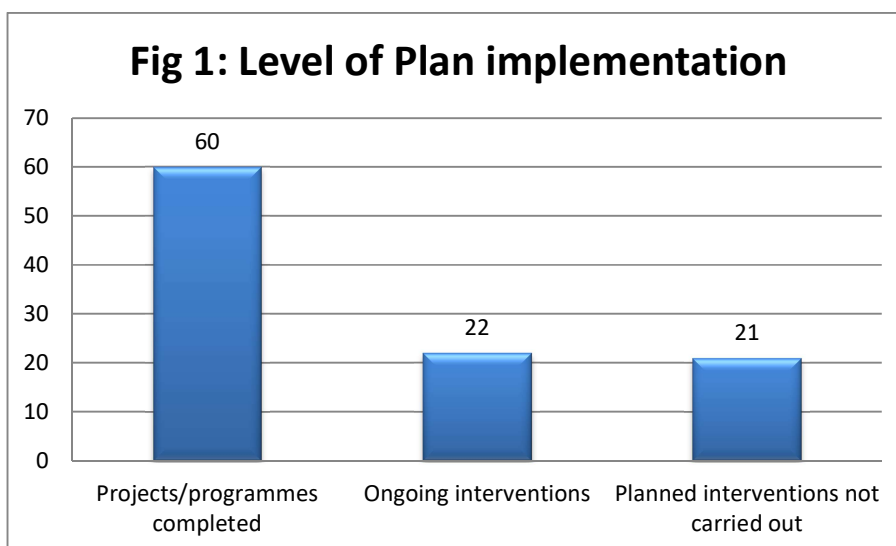 Fig 1: Level of Plan implementation
70
60
50
40
30
20
10
0
60
22
21
Projects/programmes
completed
Ongoing interventions
Planned interventions not
carried out